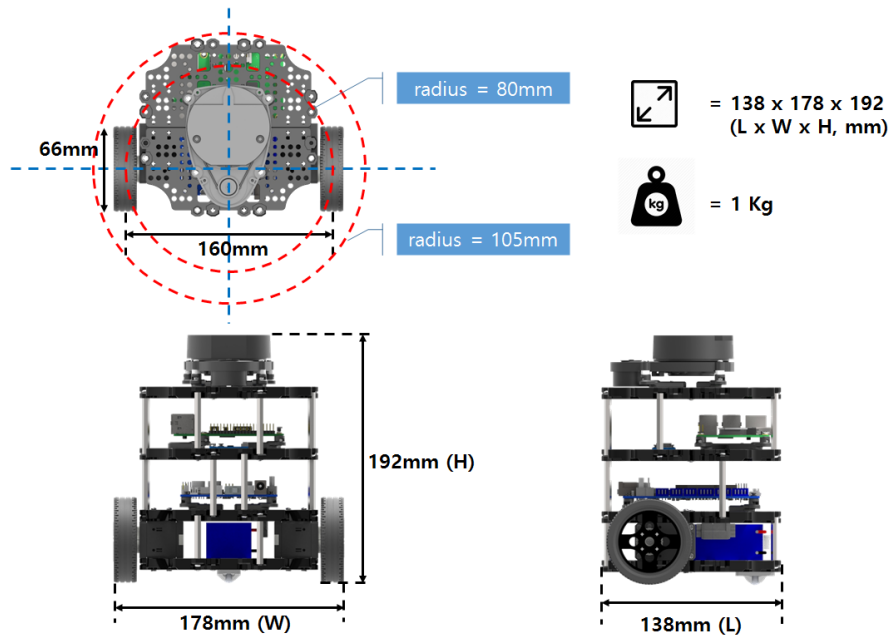 radius = 80mm
= 138 x 178 x 192
(L x W x H, mm)
66mm
kg
= 1 Kg
radius = 105mm
160mm
192mm (H)
178mm (W)
138mm (L)